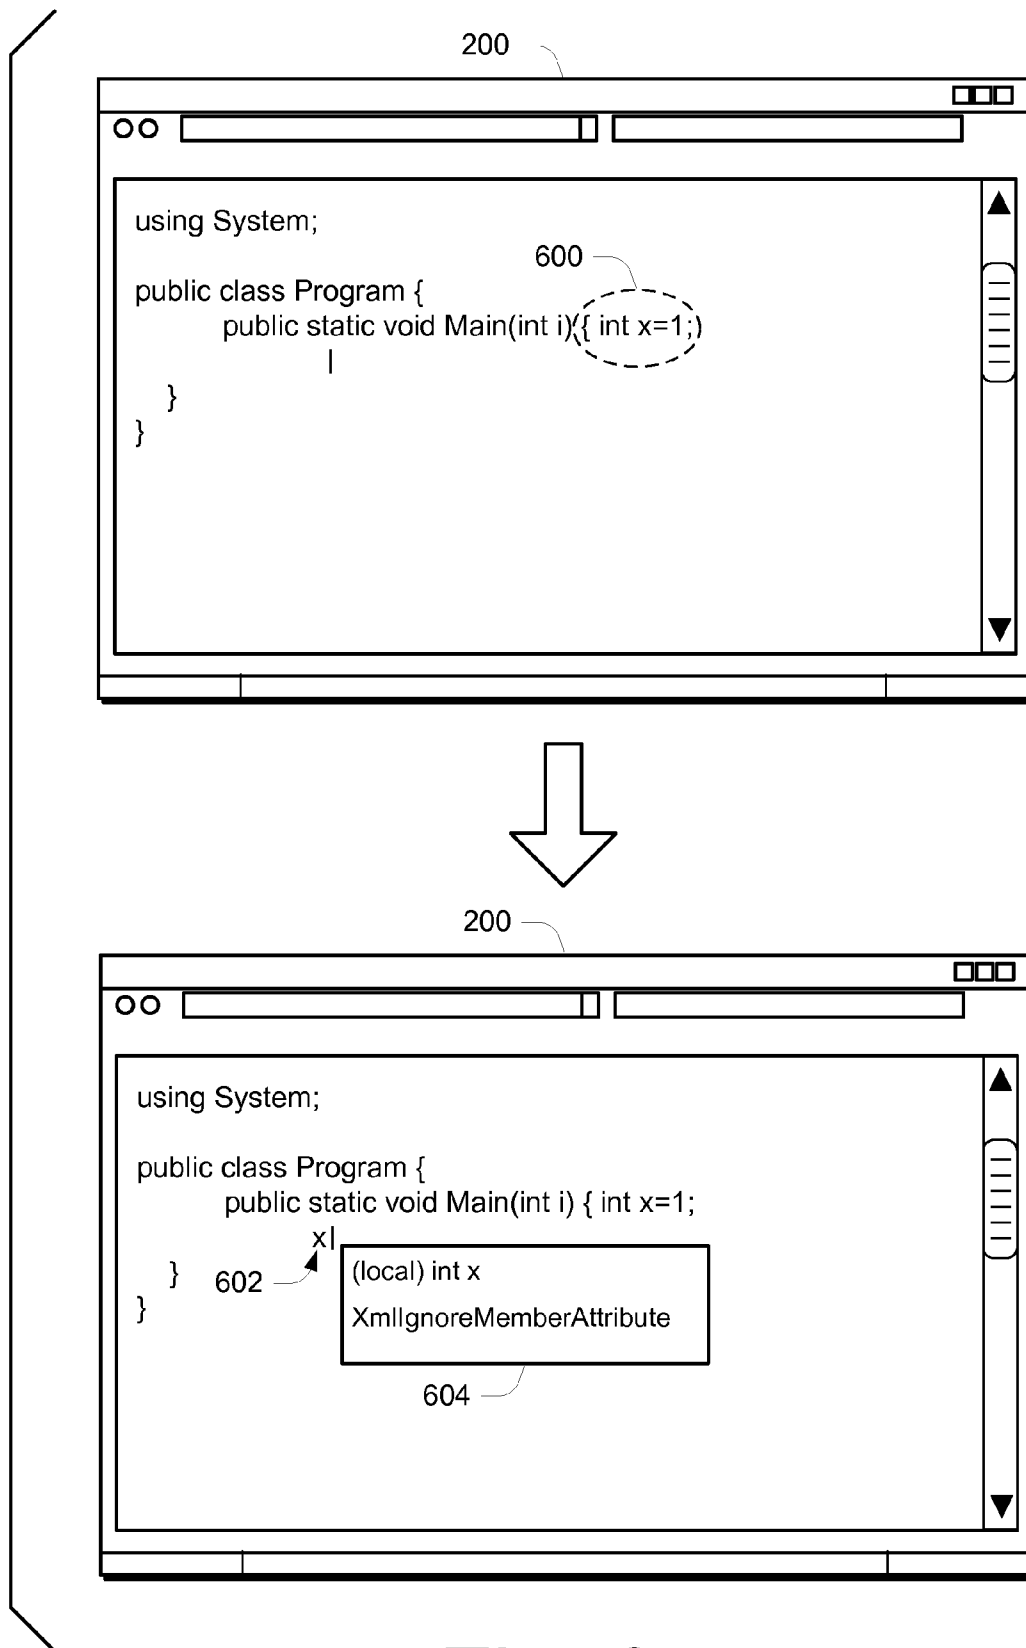 200
using System;
600
public class Program {
public static void Main(int i) { int x=1;
|
}
}
200
using System;
public class Program {
public static void Main(int i) { int x=1;
x|
} 602 (local) int x
} XmlIgnoreMemberAttribute
604